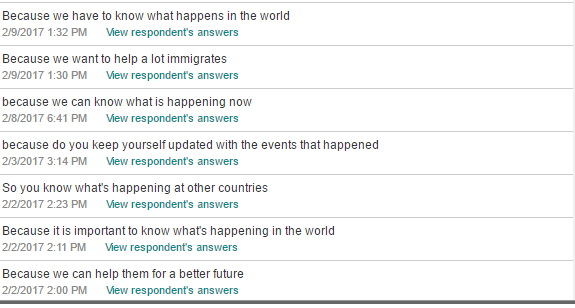 Because we have to know what happens in the world
2/9/2017 1:32 PM View respondent's answers
Because we want to help a lot immigrates
2/9/2017 1:30 PM View respondent's answers
because we can know what is happening now
2/8/2017 6:41 PM View respondent's answers
because do you keep yourself updated with the events that happened
2/3/2017 3:14 PM View respondent's answers
So you know what's happening at other countries
2/2/2017 2:23 PM View respondent's answers
Because it is important to know what's happening in the world
2/2/2017 2:11 PM View respondent's answers
Because we can help them for a better future
2/2/2017 2:00 PM View respondent's answers